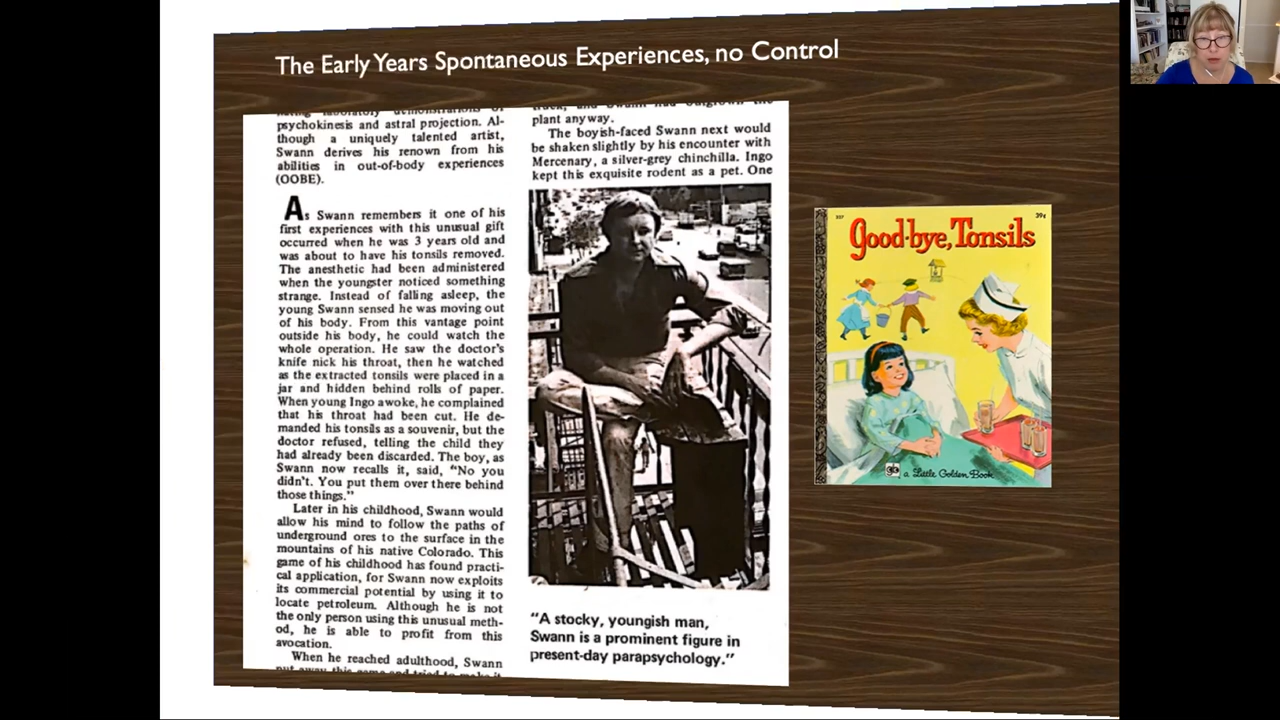 The Early Years Spontaneous Experiences, no Control
psychokinesis and astral projection. Al-
though a uniquely talented artist,
Swann derives his renown from his
abilities in out-of-body experiences
(OOBE).
As Swann remembers it one of his
first experiences with this unusual gift
occurred when he was 3 years old and
was about to have his tonsils removed.
The anesthetic had been administered
when the youngster noticed something
strange. Instead of falling asleep, the
young Swann sensed he was moving out
of his body. From this vantage point
outside his body, he could watch the
whole operation. He saw the doctor's
knife nick his throat, then he watched
as the extracted tonsils were placed in a
jar and hidden behind rolls of paper.
When young Ingo awoke, he complained
that his throat had been cut. He de-
manded his tonsils as a souvenir, but the
doctor refused, telling the child they
had already been discarded. The boy, as
Swann now recalls it, said, "No you
didn't. You put them over there behind
those things."
Later in his childhood, Swann would
allow his mind to follow the paths of
underground ores to the surface in the
mountains of his native Colorado. This
game of his childhood has found practi-
cal application, for Swann now exploits
its commercial potential by using it to
locate petroleum. Although he is not
the only person using this unusual meth-
od, he is able to profit from this
avocation.
When he reached adulthood, Swann
plant anyway.
The boyish-faced Swann next would
be shaken slightly by his encounter with
Mercenary, a silver-grey chinchilla. Ingo
kept this exquisite rodent as a pet. One
"A stocky, youngish man,
Swann is a prominent figure in
present-day parapsychology."
39¢
Good-bye, Tonsils
a Little Golden Book